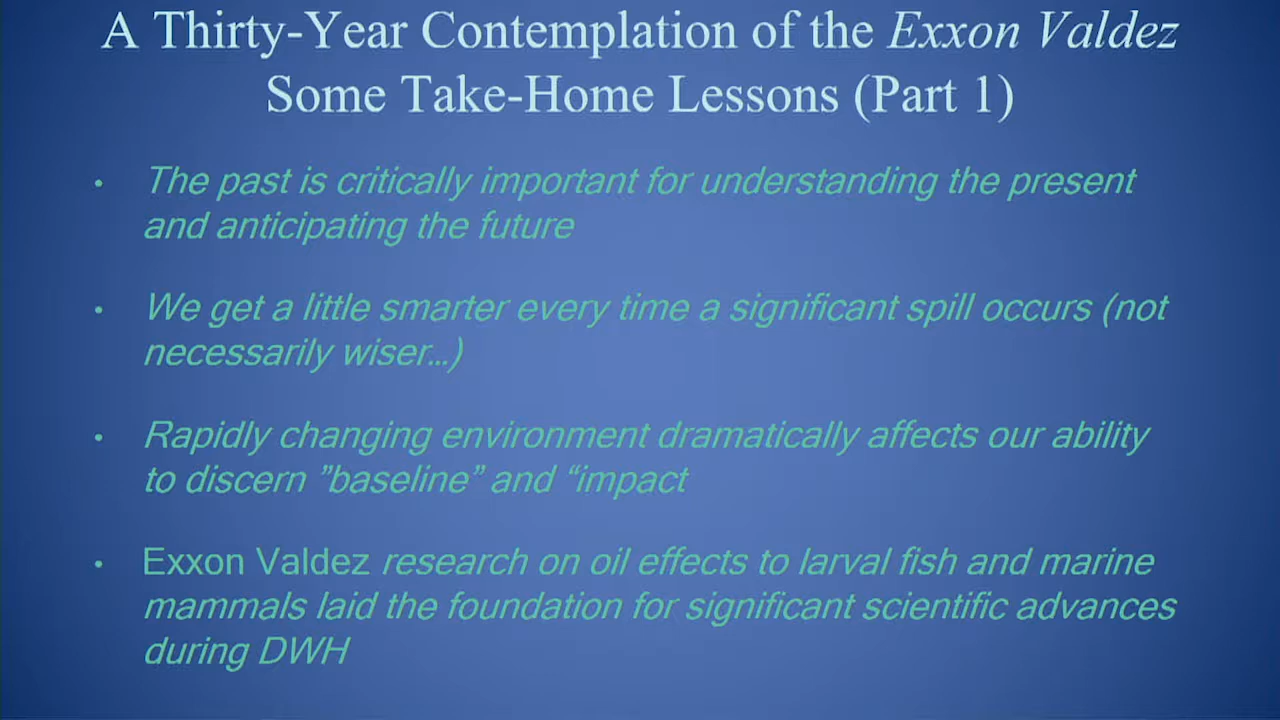 A Thirty-Year Contemplation of the Exxon Valdez
Some Take-Home Lessons (Part 1)
• The past is critically important for understanding the present
and anticipating the future
• We get a little smarter every time a significant spill occurs (not
necessarily wiser...)
• Rapidly changing environment dramatically affects our ability
to discern ”baseline” and “impact
• Exxon Valdez research on oil effects to larval fish and marine
mammals laid the foundation for significant scientific advances
during DWH